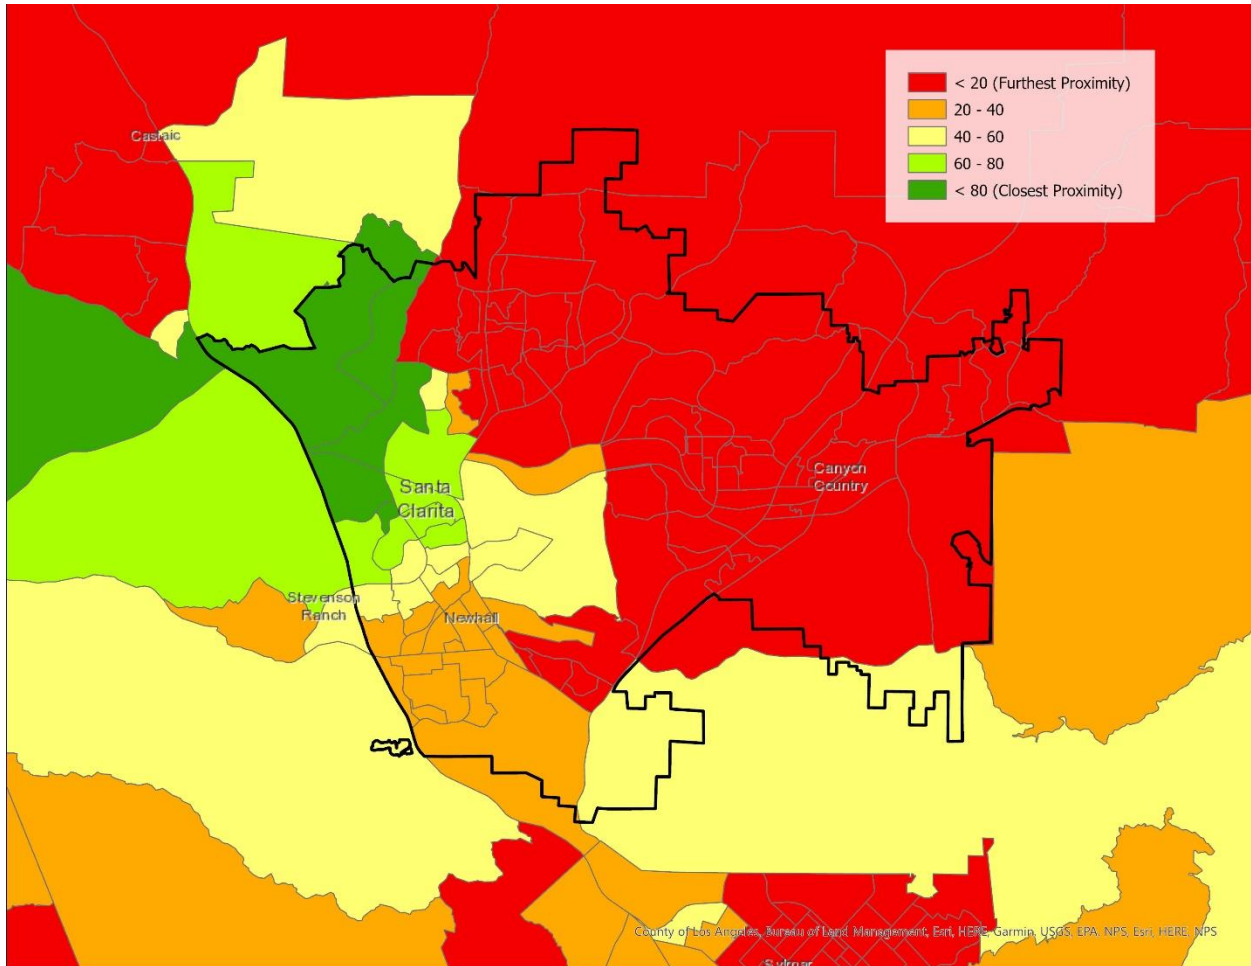 < 20 (Furthest Proximity)
20 - 40
40 - 60
60 - 80
< 80 (Closest Proximity)
Castaic
Canyon
Country
Santa
Clarita
Stevenson
Ranch
Newhall
County of Los Angeles, Bureau of Land Management, Esri, HERE, Garmin, USGS, EPA, NPS, Esri, HERE, NPS
Sylmar